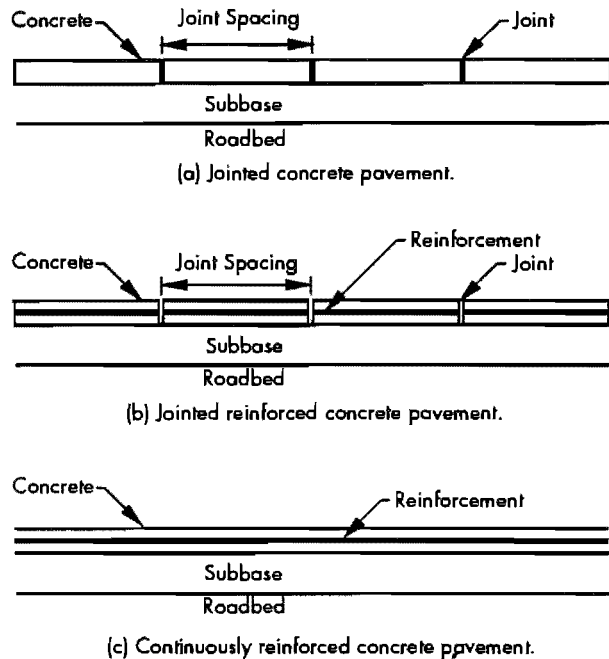 Concrete
Joint Spacing
Joint
Subbase
Roadbed
(a) Jointed concrete pavement.
Reinforcement
Concrete
Joint Spacing
Joint
Subbase
Roadbed
(b) Jointed reinforced concrete pavement.
Concrete
Reinforcement
Subbase
Roadbed
(c) Continuously reinforced concrete pavement.